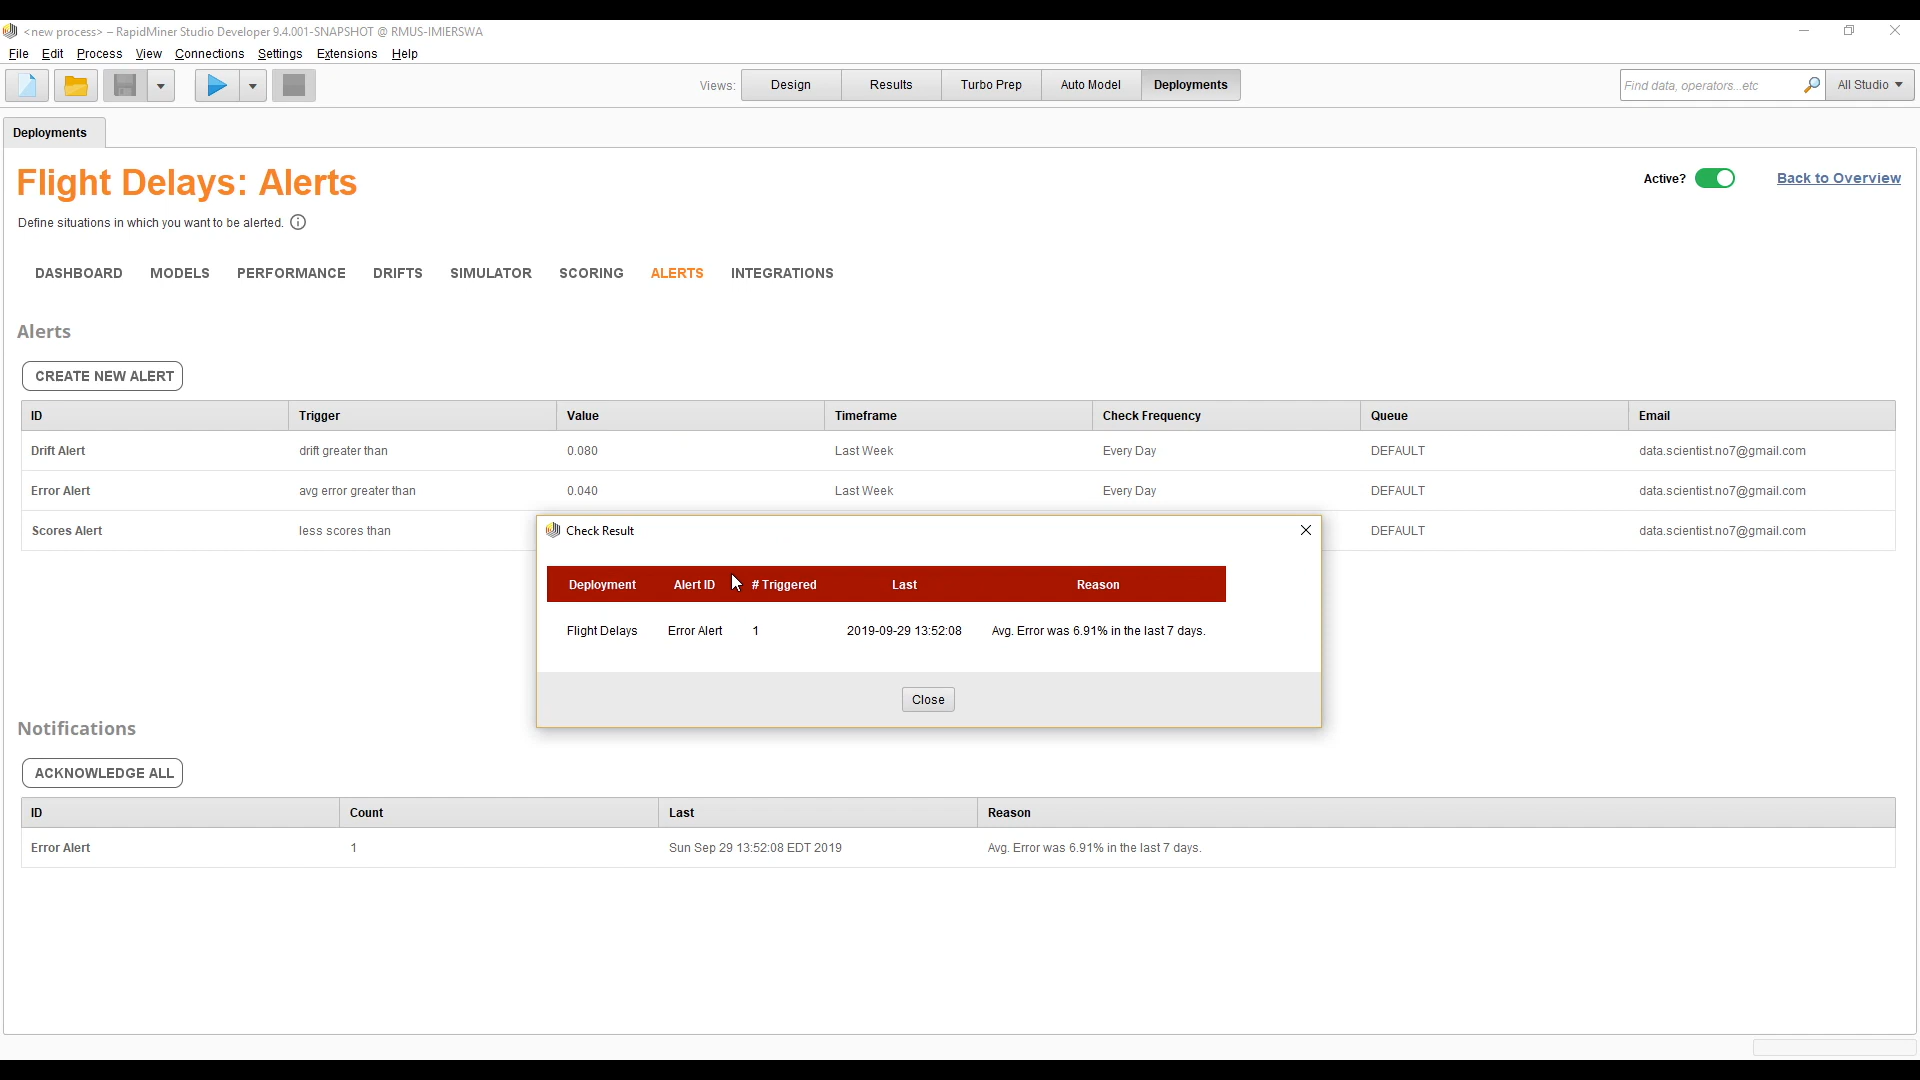 <new process> – RapidMiner Studio Developer 9.4.001-SNAPSHOT @ RMUS-IMIERSWA
File Edit Process View Connections Settings Extensions Help
Views: Design Results Turbo Prep Auto Model Deployments Find data, operators...etc All Studio
Deployments
Flight Delays: Alerts
Active? Back to Overview
Define situations in which you want to be alerted.
DASHBOARD MODELS PERFORMANCE DRIFTS SIMULATOR SCORING ALERTS INTEGRATIONS
Alerts
CREATE NEW ALERT
ID Trigger Value Timeframe Check Frequency Queue Email
Drift Alert drift greater than 0.080 Last Week Every Day DEFAULT data.scientist.no7@gmail.com
Error Alert avg error greater than 0.040 Last Week Every Day DEFAULT data.scientist.no7@gmail.com
Scores Alert less scores than DEFAULT data.scientist.no7@gmail.com
Check Result
Deployment Alert ID # Triggered Last Reason
Flight Delays Error Alert 1 2019-09-29 13:52:08 Avg. Error was 6.91% in the last 7 days.
Close
Notifications
ACKNOWLEDGE ALL
ID Count Last Reason
Error Alert 1 Sun Sep 29 13:52:08 EDT 2019 Avg. Error was 6.91% in the last 7 days.